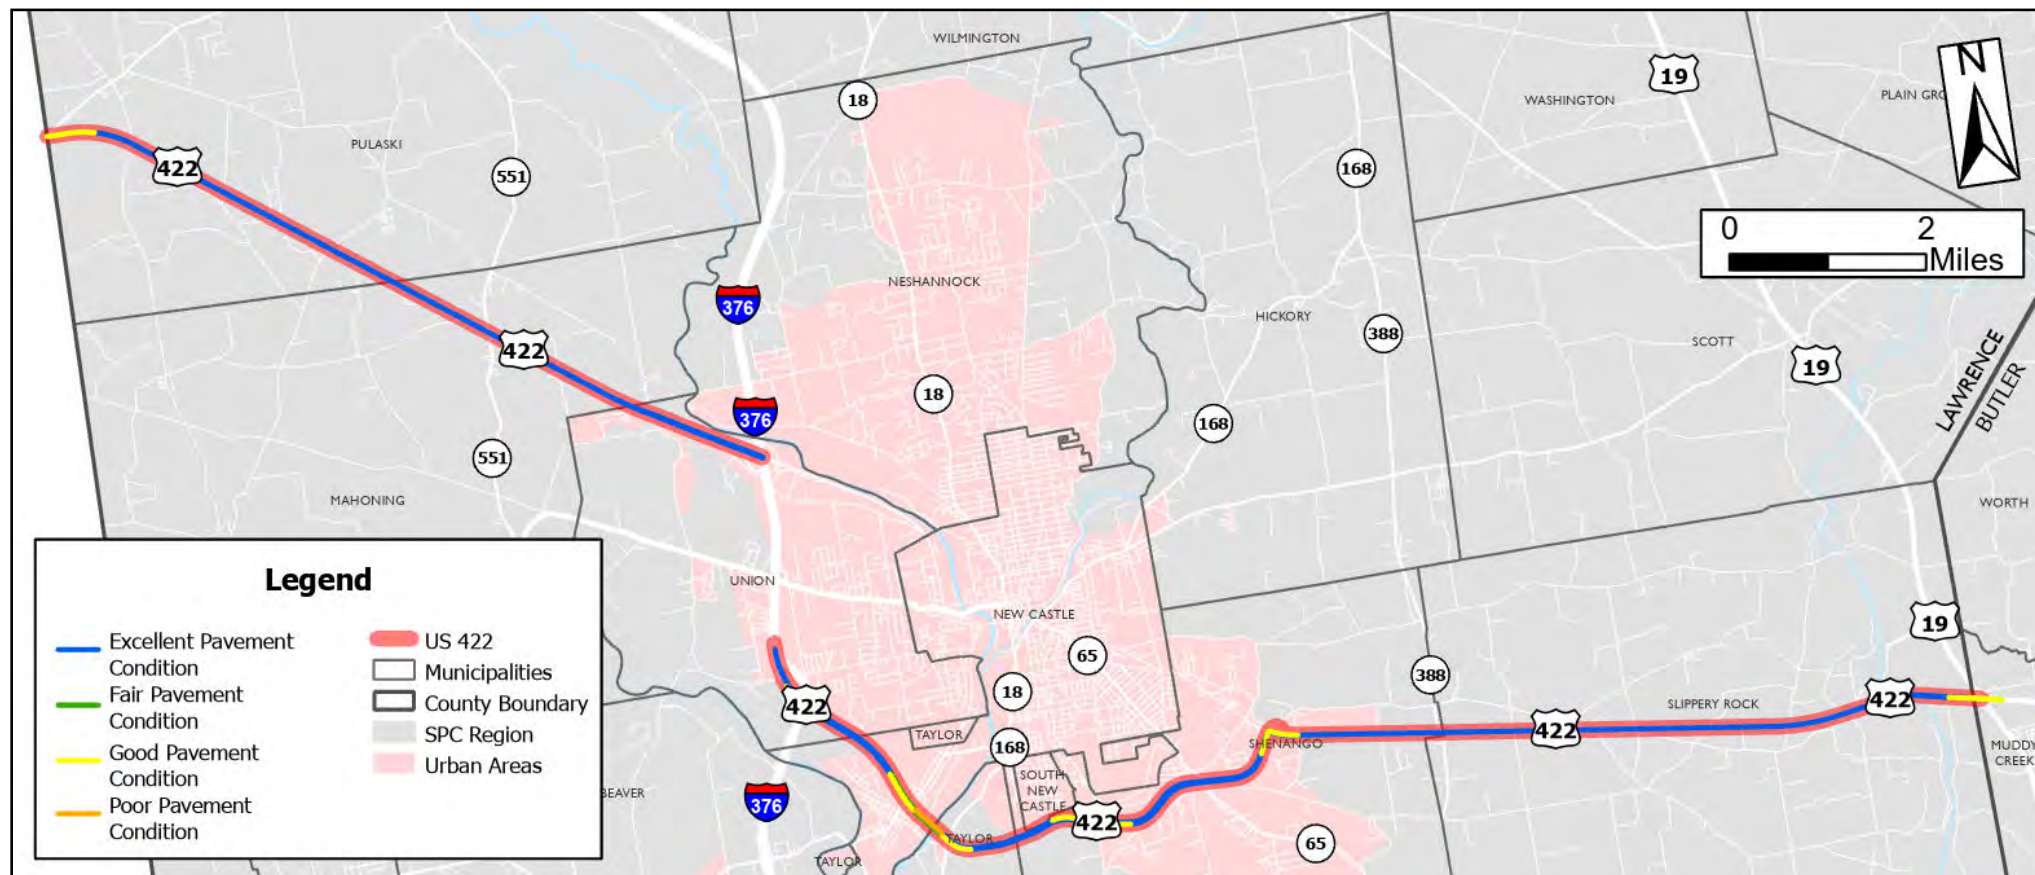 WILMINGTON
N
19
18
WASHINGTON
PLAIN GRO
PULASKI
422
551
168
0 2
Miles
NESHANNOCK
376
HICKORY
388
SCOTT
LAWRENCE
BUTLER
422
19
376
18
168
551
MAHONING
WORTH
Legend
Excellent Pavement
Condition
Fair Pavement
Condition
Good Pavement
Condition
Poor Pavement
Condition
US 422
Municipalities
County Boundary
SPC Region
Urban Areas
UNION
NEW CASTLE
19
65
388
18
422
422
SLIPPERY ROCK
422
TAYLOR
168
SHENANGO
MUDDY
CREEK
SOUTH
NEW
CASTLE
BEAVER
376
422
TAYLOR
65
TAYLOR